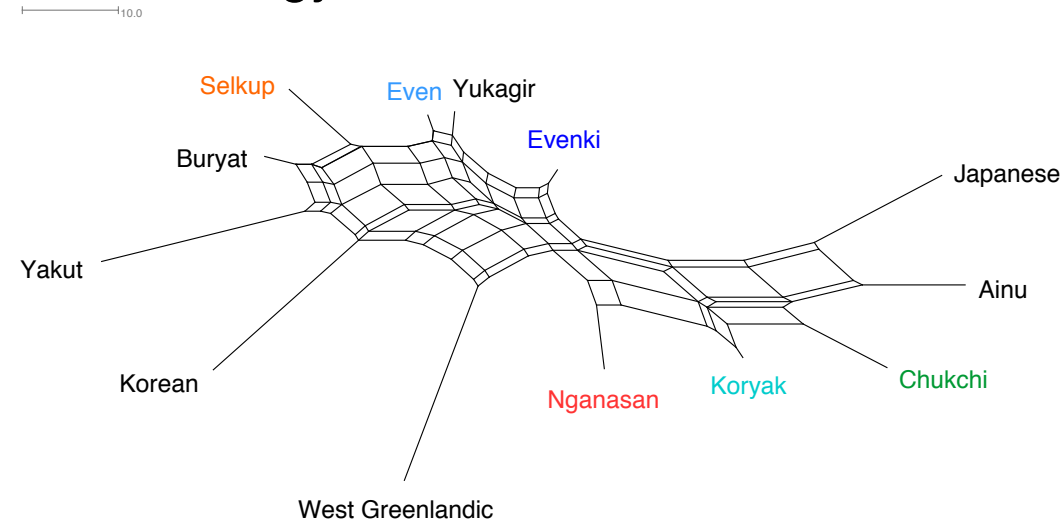 10.0
Selkup
Even
Yukagir
Evenki
Buryat
Japanese
Yakut
Ainu
Korean
Nganasan
Koryak
Chukchi
West Greenlandic